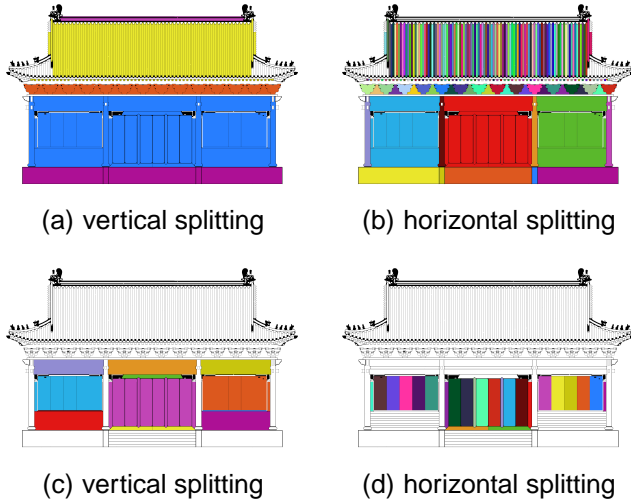 (a) vertical splitting
(b) horizontal splitting
(c) vertical splitting
(d) horizontal splitting